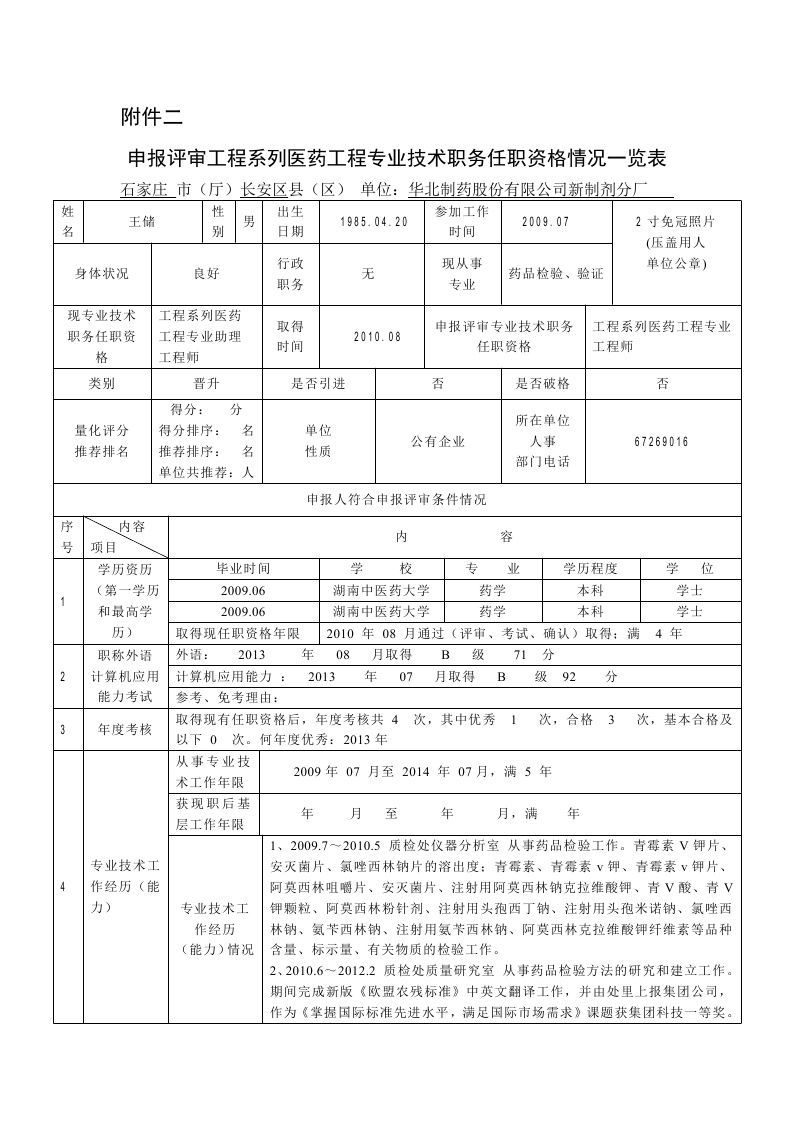 附件二
申报评审工程系列医药工程专业技术职务任职资格情况一览表
石家庄 市（厅）长安区县（区） 单位：华北制药股份有限公司新制剂分厂
姓名 王储 性别 男 出生日期 1985.04.20 参加工作时间 2009.07 2 寸免冠照片
(压盖用人
单位公章)
身体状况 良好 行政职务 无 现从事专业 药品检验、验证
现专业技术职务任职资格 工程系列医药工程专业助理工程师 取得时间 2010.08 申报评审专业技术职务任职资格 工程系列医药工程专业工程师
类别 晋升 是否引进 否 是否破格 否
量化评分
推荐排名
得分： 分
得分排序： 名
推荐排序： 名
单位共推荐：人
单位
性质
公有企业
所在单位
人事
部门电话
67269016
申报人符合申报评审条件情况
序号 内容
项目
内 容
1 学历资历
（第一学历
和最高学
历）
毕业时间 学 校 专 业 学历程度 学 位
2009.06 湖南中医药大学 药学 本科 学士
2009.06 湖南中医药大学 药学 本科 学士
取得现任职资格年限 2010 年 08 月通过（评审、考试、确认）取得；满 4 年
2 职称外语
计算机应用
能力考试
外语： 2013 年 08 月取得 B 级 71 分
计算机应用能力 ： 2013 年 07 月取得 B 级 92 分
参考、免考理由：
3 年度考核
取得现有任职资格后，年度考核共 4 次，其中优秀 1 次，合格 3 次，基本合格及
以下 0 次。何年度优秀：2013 年
4 专业技术工
作经历（能
力）
从事专业技
术工作年限
2009 年 07 月至 2014 年 07 月，满 5 年
获现职后基
层工作年限
年 月 至 年 月，满 年
专业技术工
作经历
（能力）情况
1、2009.7～2010.5 质检处仪器分析室 从事药品检验工作。青霉素 V 钾片、
安灭菌片、氯唑西林钠片的溶出度；青霉素、青霉素 v 钾、青霉素 v 钾片、
阿莫西林咀嚼片、安灭菌片、注射用阿莫西林钠克拉维酸钾、青 V 酸、青 V
钾颗粒、阿莫西林粉针剂、注射用头孢西丁钠、注射用头孢米诺钠、氯唑西
林钠、氨苄西林钠、注射用氨苄西林钠、阿莫西林克拉维酸钾纤维素等品种
含量、标示量、有关物质的检验工作。
2、2010.6～2012.2 质检处质量研究室 从事药品检验方法的研究和建立工作。
期间完成新版《欧盟农残标准》中英文翻译工作，并由处里上报集团公司，
作为《掌握国际标准先进水平，满足国际市场需求》课题获集团科技一等奖。